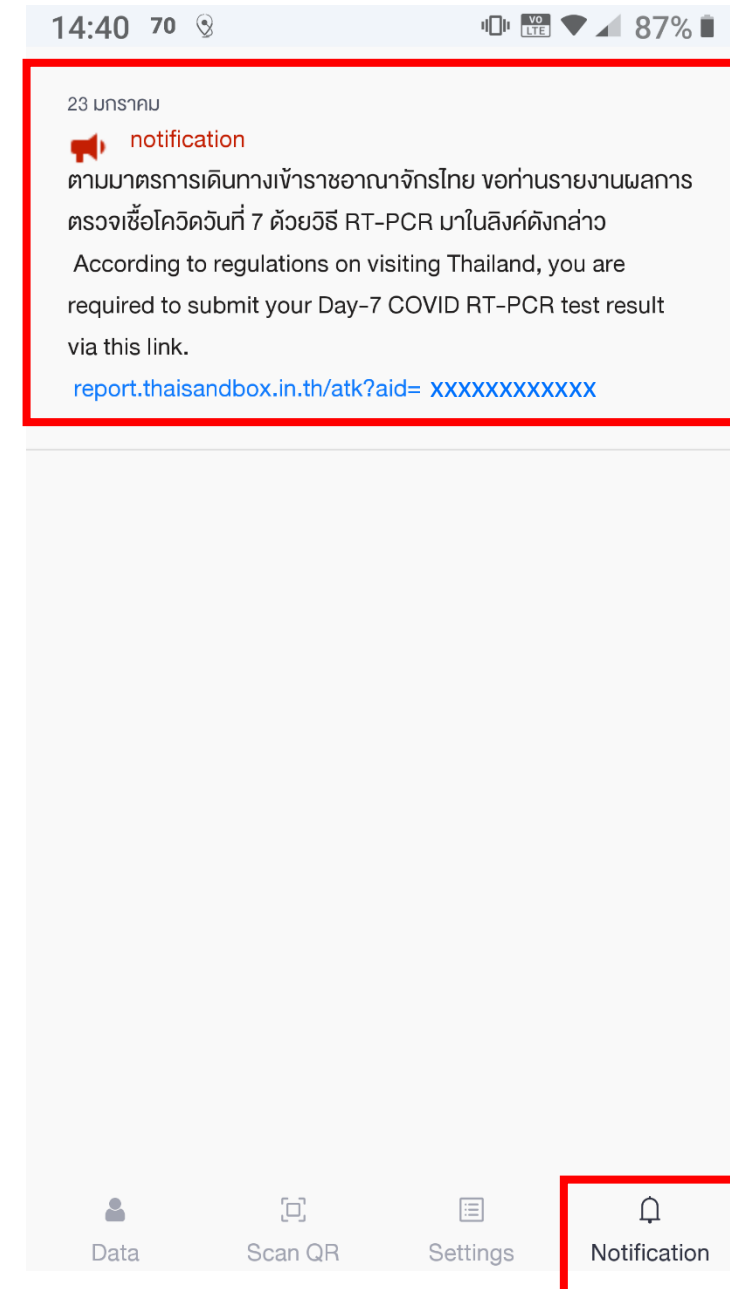 14:40 70 VO LTE 87%
23 มกราคม
notification
ตามมาตรการเดินทางเข้าราชอาณาจักรไทย ขอท่านรายงานผลการ
ตรวจเชื้อโควิดวันที่ 7 ด้วยวิธี RT-PCR มาในลิงค์ดังกล่าว
According to regulations on visiting Thailand, you are
required to submit your Day-7 COVID RT-PCR test result
via this link.
report.thaisandbox.in.th/atk?aid= XXXXXXXXXXXX
Data Scan QR Settings Notification